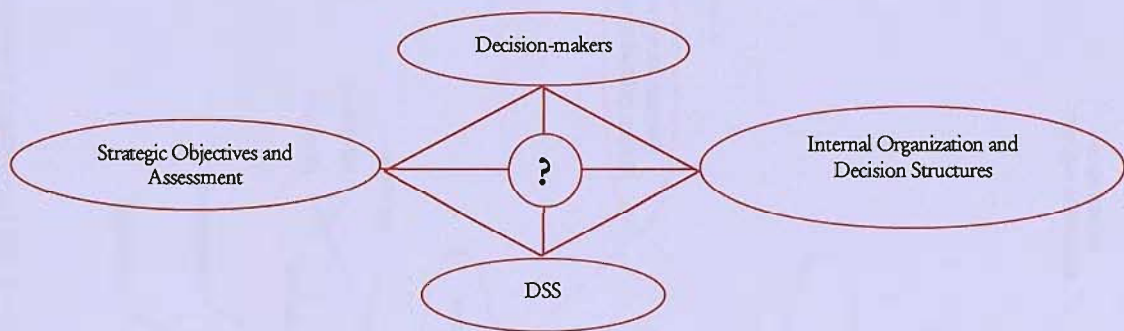 Decision-makers
Strategic Objectives and
Assessment
?
Internal Organization and
Decision Structures
DSS